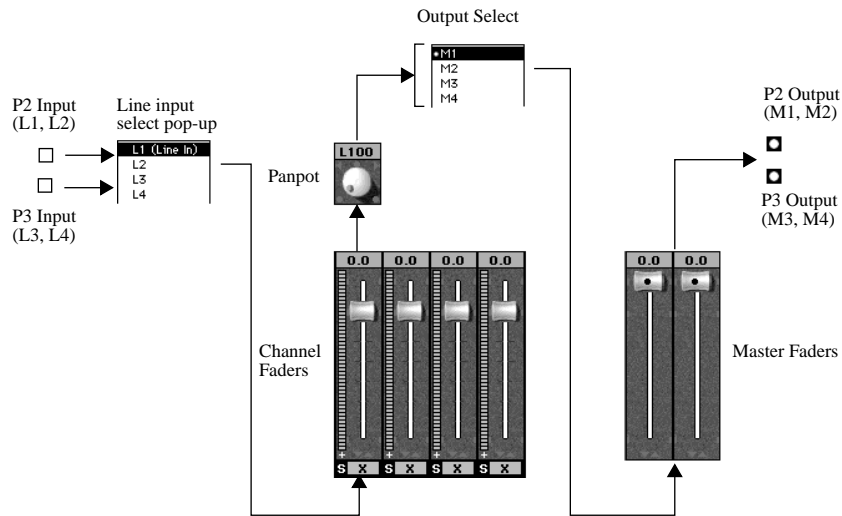 Output Select
•M1
M2
M3
M4
P2 Input
(L1, L2)
Line input
select pop-up
L1 (Line In)
L2
L3
L4
P3 Input
(L3, L4)
Panpot
L100
P2 Output
(M1, M2)
P3 Output
(M3, M4)
0.0 0.0 0.0 0.0
0.0 0.0
Channel
Faders
Master Faders
+ + + +
S X S X S X S X